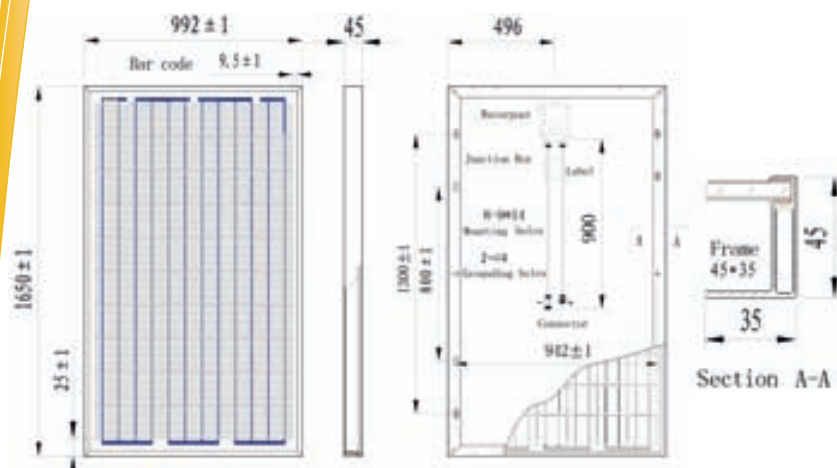 992±1
45
Bar code 9.5±1
1650±1
25±1
496
Junction Box
Label
Mounting holes
Grounding holes
900
1300±1
Connector
942±1
A A
Frame
45*35
45
35
Section A-A